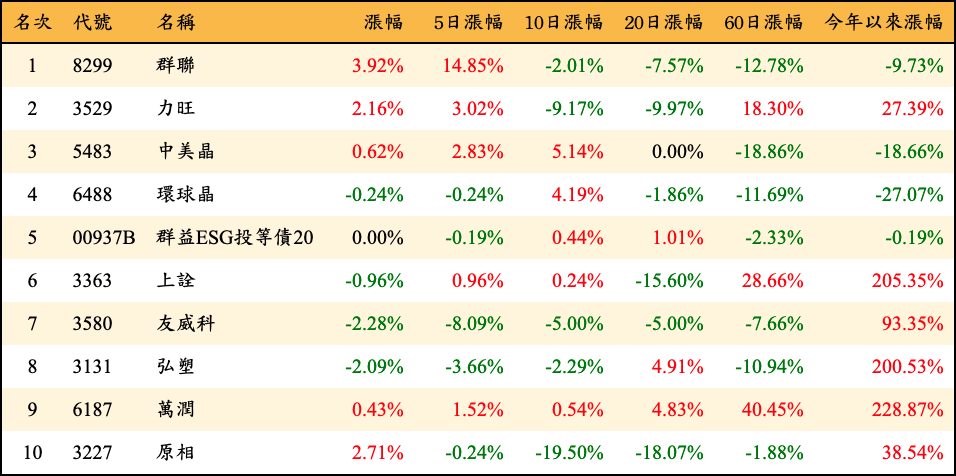 名次 代號 名稱 漲幅 5日漲幅 10日漲幅 20日漲幅 60日漲幅 今年以來漲幅
1 8299 群聯 3.92% 14.85% -2.01% -7.57% -12.78% -9.73%
2 3529 力旺 2.16% 3.02% -9.17% -9.97% 18.30% 27.39%
3 5483 中美晶 0.62% 2.83% 5.14% 0.00% -18.86% -18.66%
4 6488 環球晶 -0.24% -0.24% 4.19% -1.86% -11.69% -27.07%
5 00937B 群益ESG投等債20 0.00% -0.19% 0.44% 1.01% -2.33% -0.19%
6 3363 上詮 -0.96% 0.96% 0.24% -15.60% 28.66% 205.35%
7 3580 友威科 -2.28% -8.09% -5.00% -5.00% -7.66% 93.35%
8 3131 弘塑 -2.09% -3.66% -2.29% 4.91% -10.94% 200.53%
9 6187 萬潤 0.43% 1.52% 0.54% 4.83% 40.45% 228.87%
10 3227 原相 2.71% -0.24% -19.50% -18.07% -1.88% 38.54%